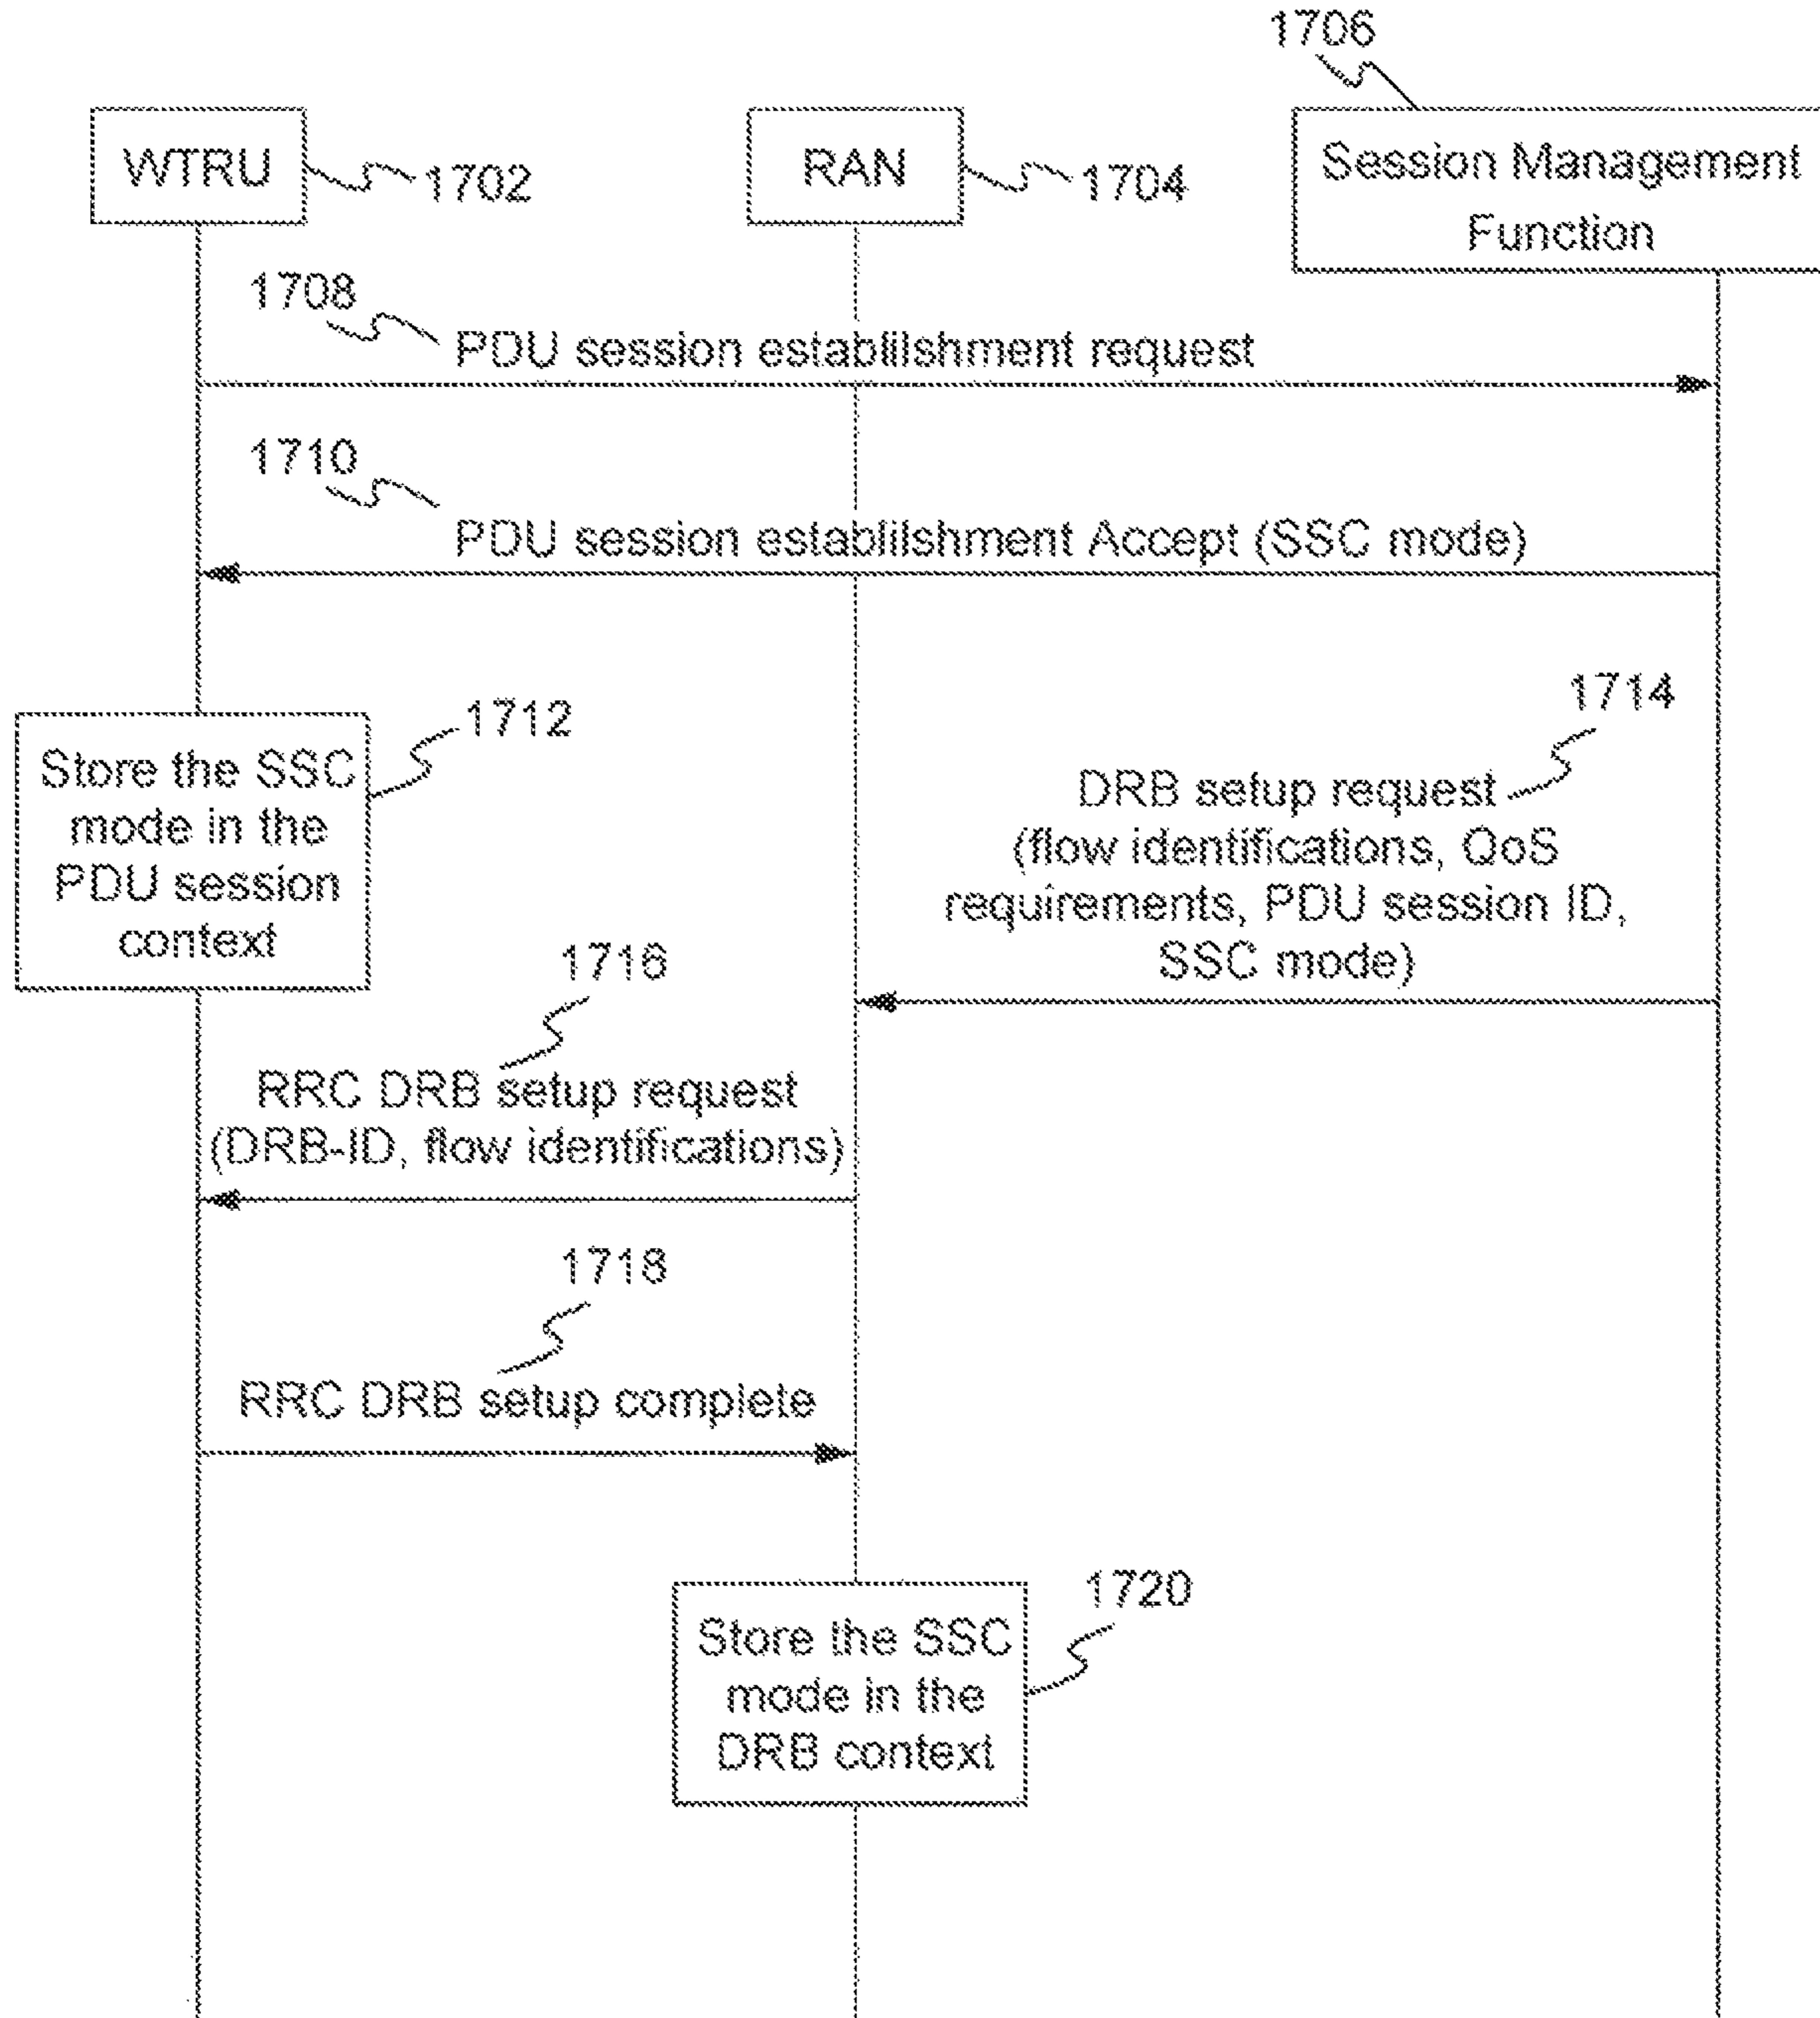 1706
WTRU
1702
RAN
1704
Session Management
Function
1708
PDU session establilshment request
1710
PDU session establilshment Accept (SSC mode)
1712
Store the SSC
mode in the
PDU session
context
1714
DRB setup request
(flow identifications, QoS
requirements, PDU session ID,
SSC mode)
1716
RRC DRB setup request
(DRB-ID, flow identifications)
1718
RRC DRB setup complete
1720
Store the SSC
mode in the
DRB context